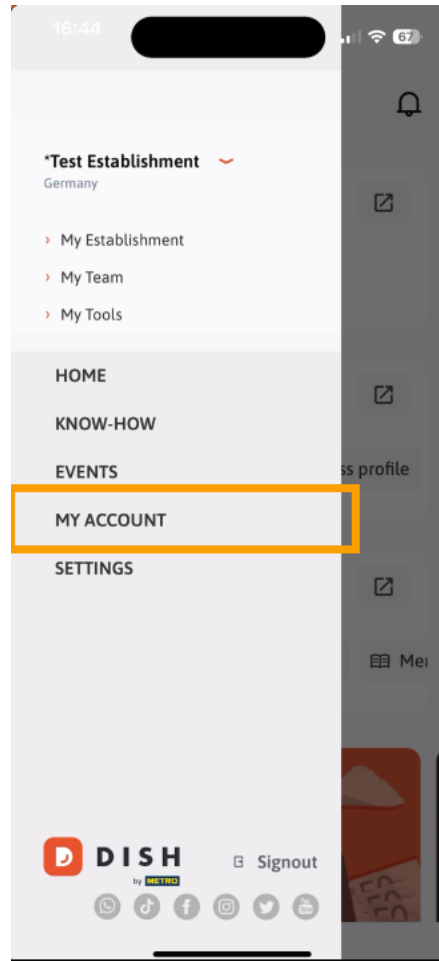 16:44
67
*Test Establishment
Germany
My Establishment
My Team
My Tools
HOME
KNOW-HOW
EVENTS
ss profile
MY ACCOUNT
SETTINGS
Me
DISH
by METRO
Signout